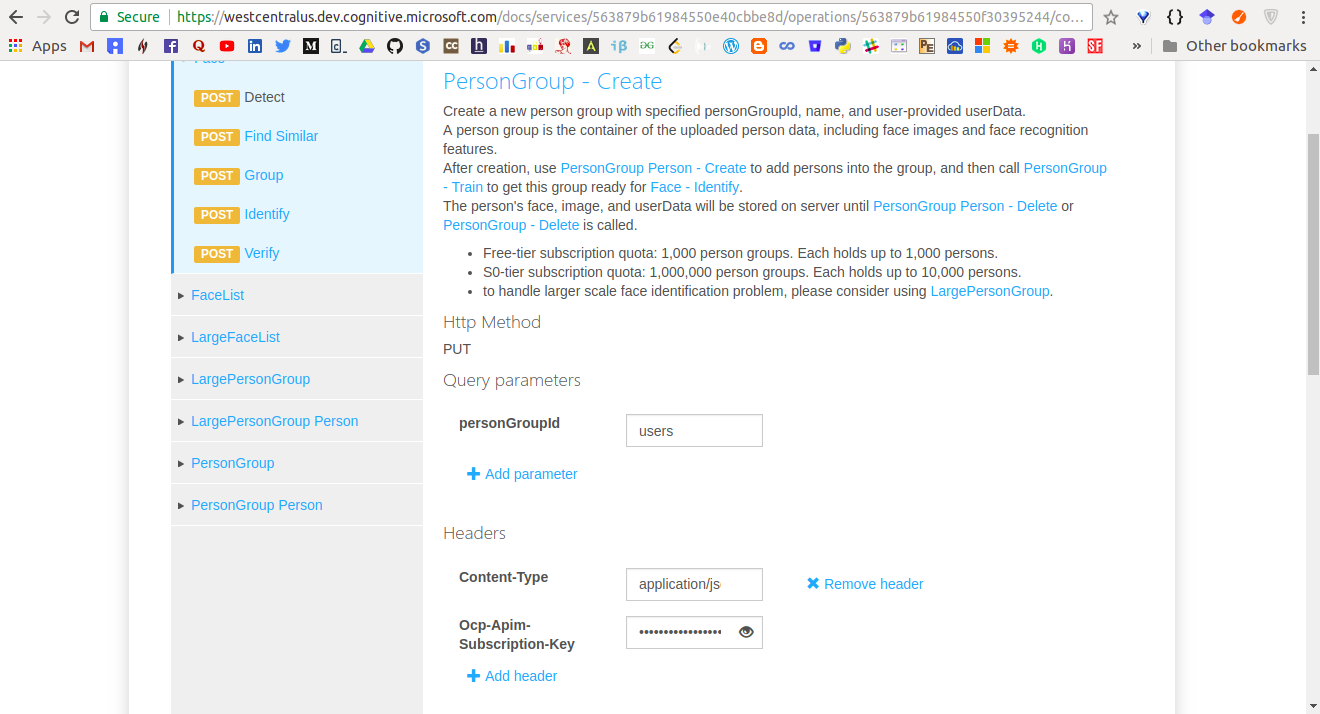 Secure https://westcentralus.dev.cognitive.microsoft.com/docs/services/563879b61984550e40cbbe8d/operations/563879b61984550f30395244/co...
Apps
» Other bookmarks
Face
POST Detect
POST Find Similar
POST Group
POST Identify
POST Verify
FaceList
LargeFaceList
LargePersonGroup
LargePersonGroup Person
PersonGroup
PersonGroup Person
PersonGroup - Create
Create a new person group with specified personGroupId, name, and user-provided userData.
A person group is the container of the uploaded person data, including face images and face recognition
features.
After creation, use PersonGroup Person - Create to add persons into the group, and then call PersonGroup
- Train to get this group ready for Face - Identify.
The person's face, image, and userData will be stored on server until PersonGroup Person - Delete or
PersonGroup - Delete is called.
• Free-tier subscription quota: 1,000 person groups. Each holds up to 1,000 persons.
• S0-tier subscription quota: 1,000,000 person groups. Each holds up to 10,000 persons.
• to handle larger scale face identification problem, please consider using LargePersonGroup.
Http Method
PUT
Query parameters
personGroupId users
Add parameter
Headers
Content-Type application/js Remove header
Ocp-Apim-
Subscription-Key •••••••••••••••••
Add header